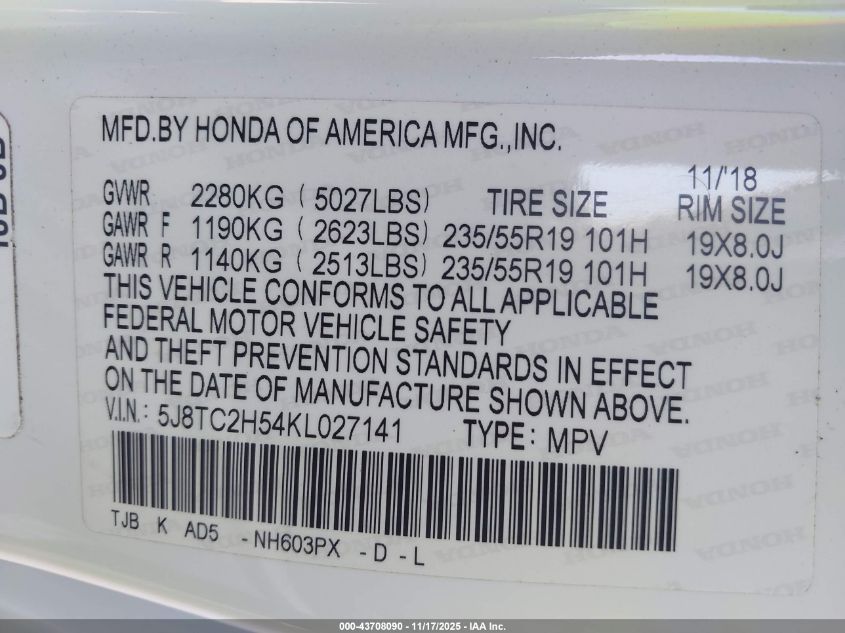 MFD.BY HONDA OF AMERICA MFG.,INC.
11/'18
GVWR 2280KG ( 5027LBS) TIRE SIZE RIM SIZE
GAWR F 1190KG ( 2623LBS) 235/55R19 101H 19X8.0J
GAWR R 1140KG ( 2513LBS) 235/55R19 101H 19X8.0J
THIS VEHICLE CONFORMS TO ALL APPLICABLE
FEDERAL MOTOR VEHICLE SAFETY
AND THEFT PREVENTION STANDARDS IN EFFECT
ON THE DATE OF MANUFACTURE SHOWN ABOVE.
V.I.N.: 5J8TC2H54KL027141 TYPE: MPV
TJB K AD5 -NH603PX -D -L
000-43708090 - 11/17/2025 - IAA Inc.